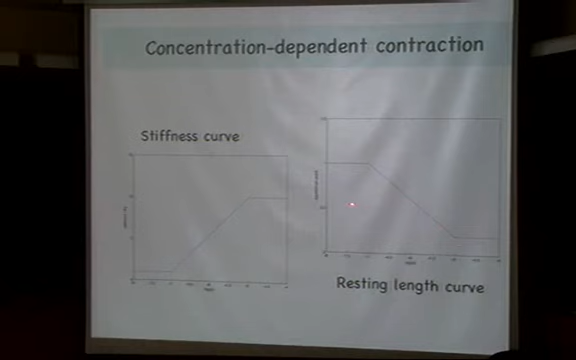 Concentration-dependent contraction
Stiffness curve
Resting length curve